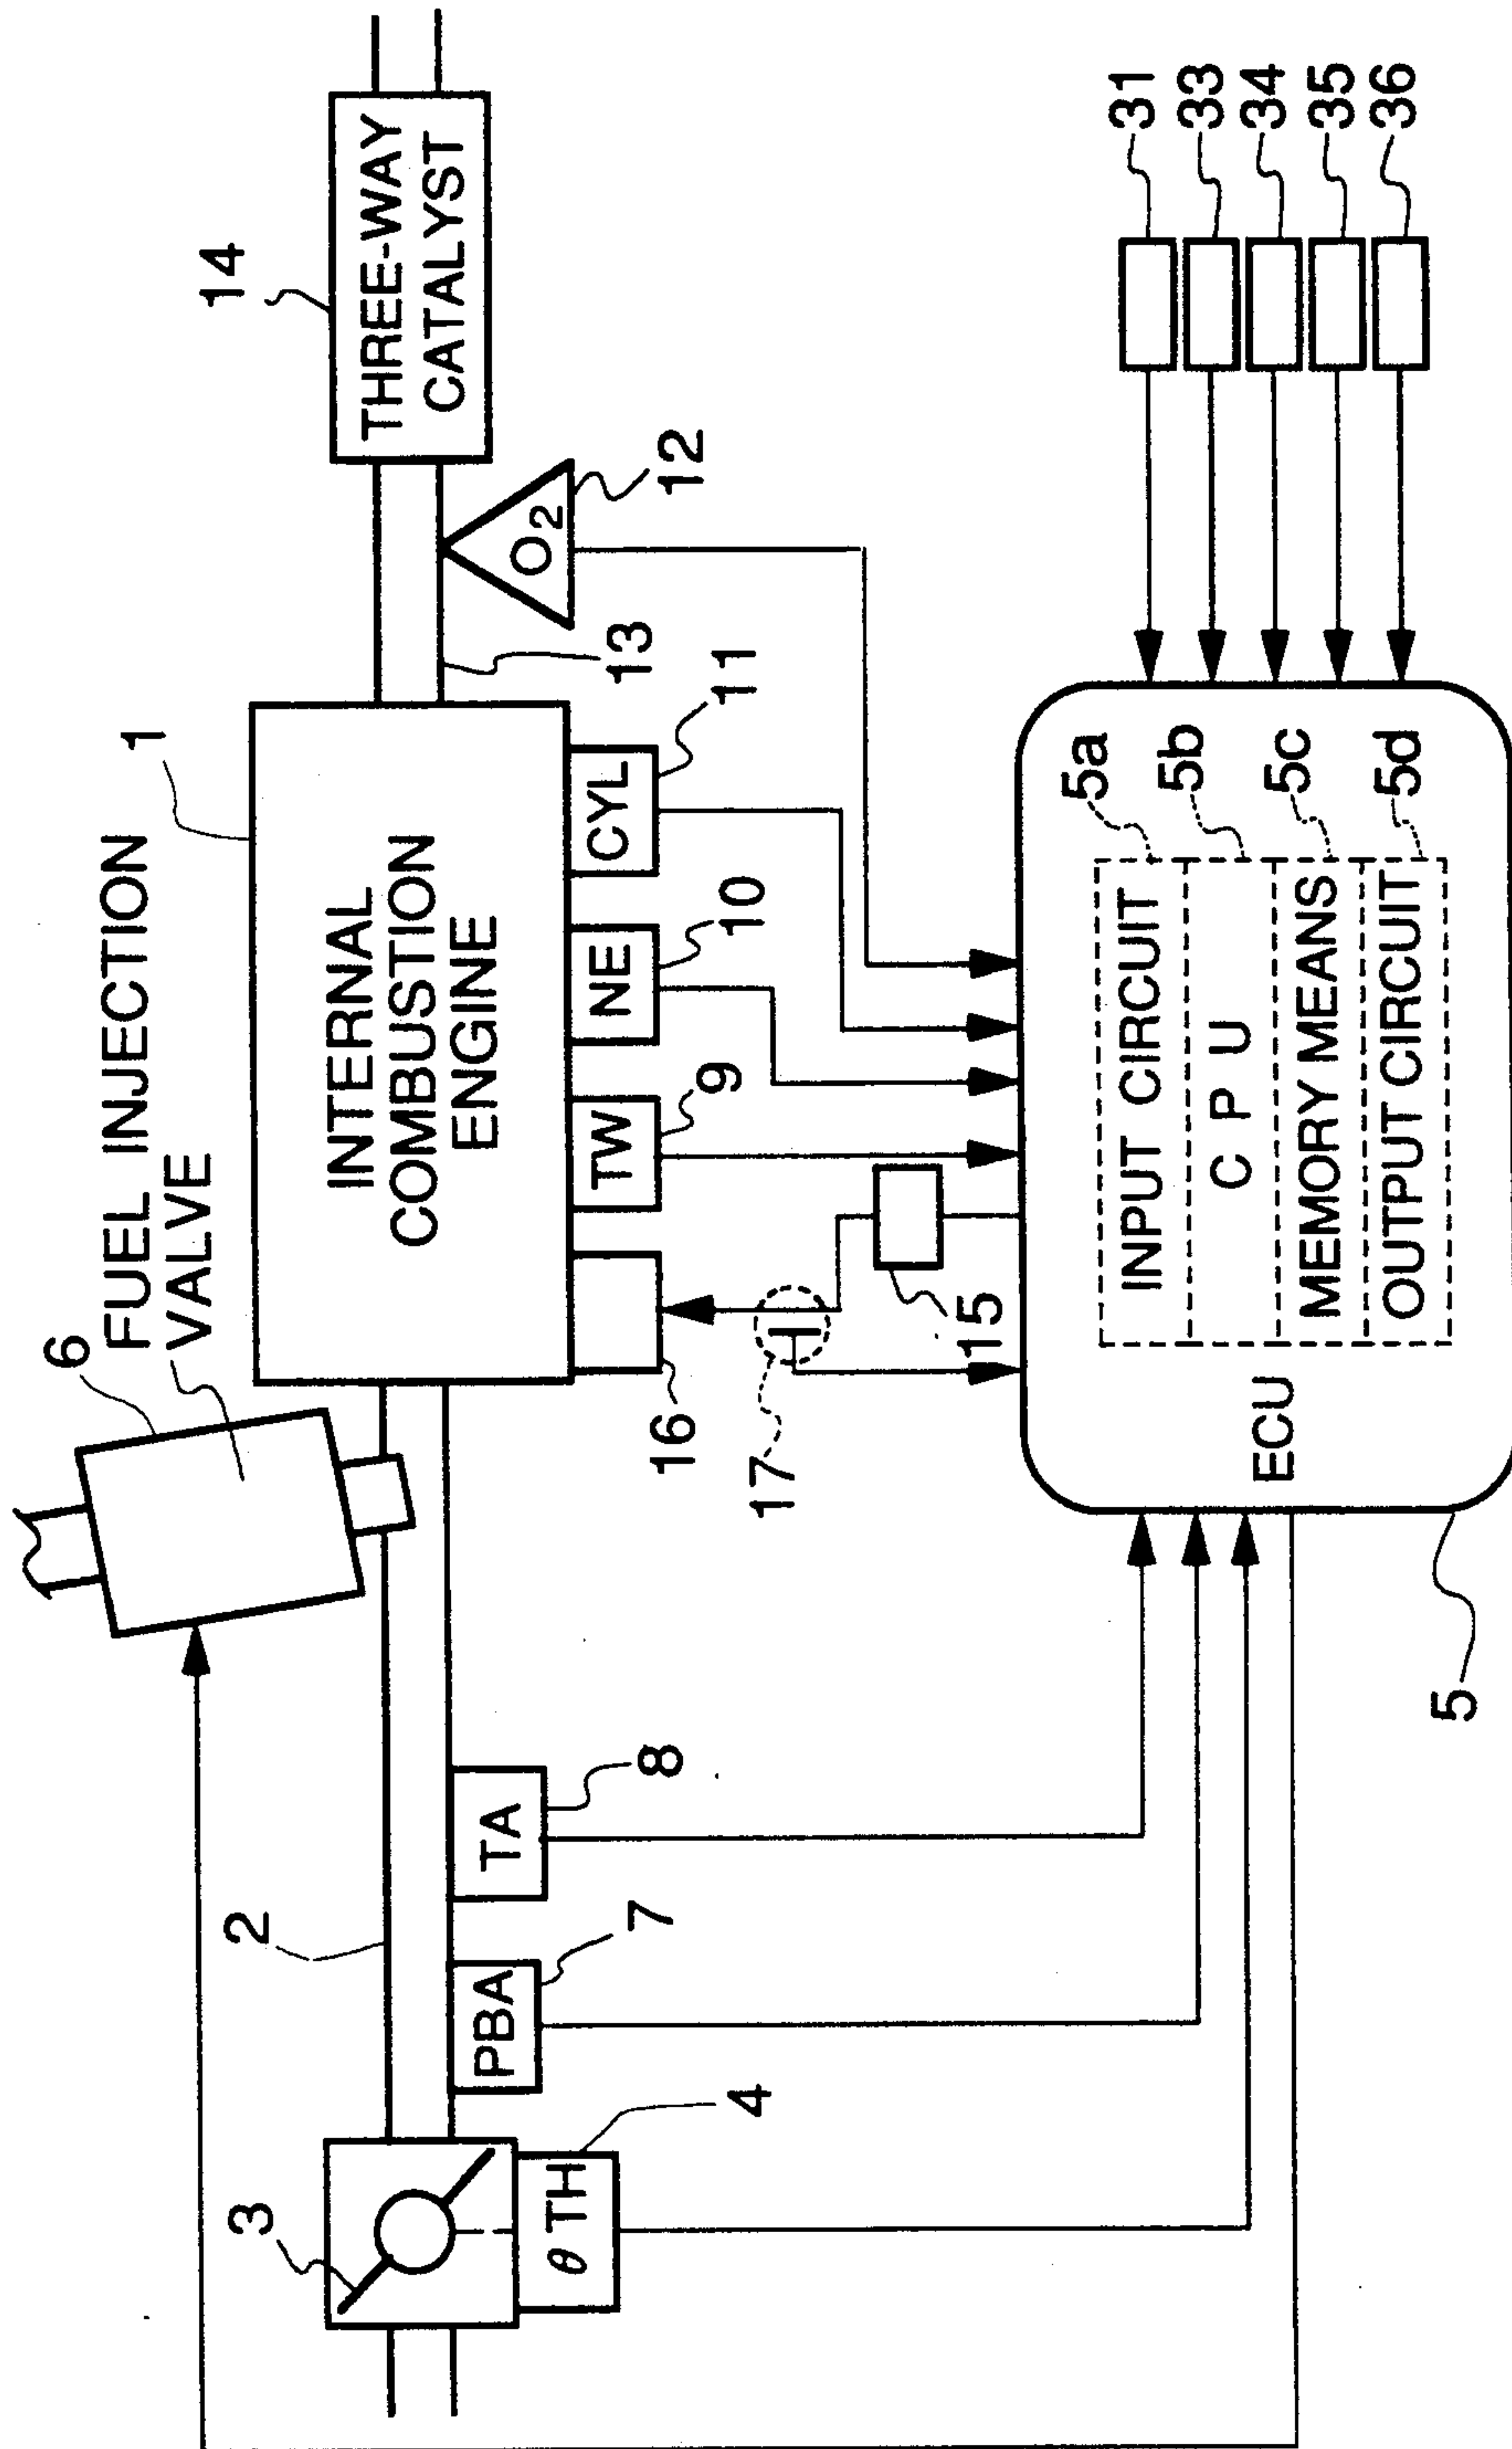 FUEL INJECTION
VALVE
6
1
INTERNAL
COMBUSTION
ENGINE
14
THREE-WAY
CATALYST
2
3
θ TH
4
PBA
7
TA
8
16
17
15
TW
9
NE
10
CYL
11
13
O2
12
5
ECU
INPUT CIRCUIT
5a
C P U
5b
MEMORY MEANS
5c
OUTPUT CIRCUIT
5d
31
33
34
35
36